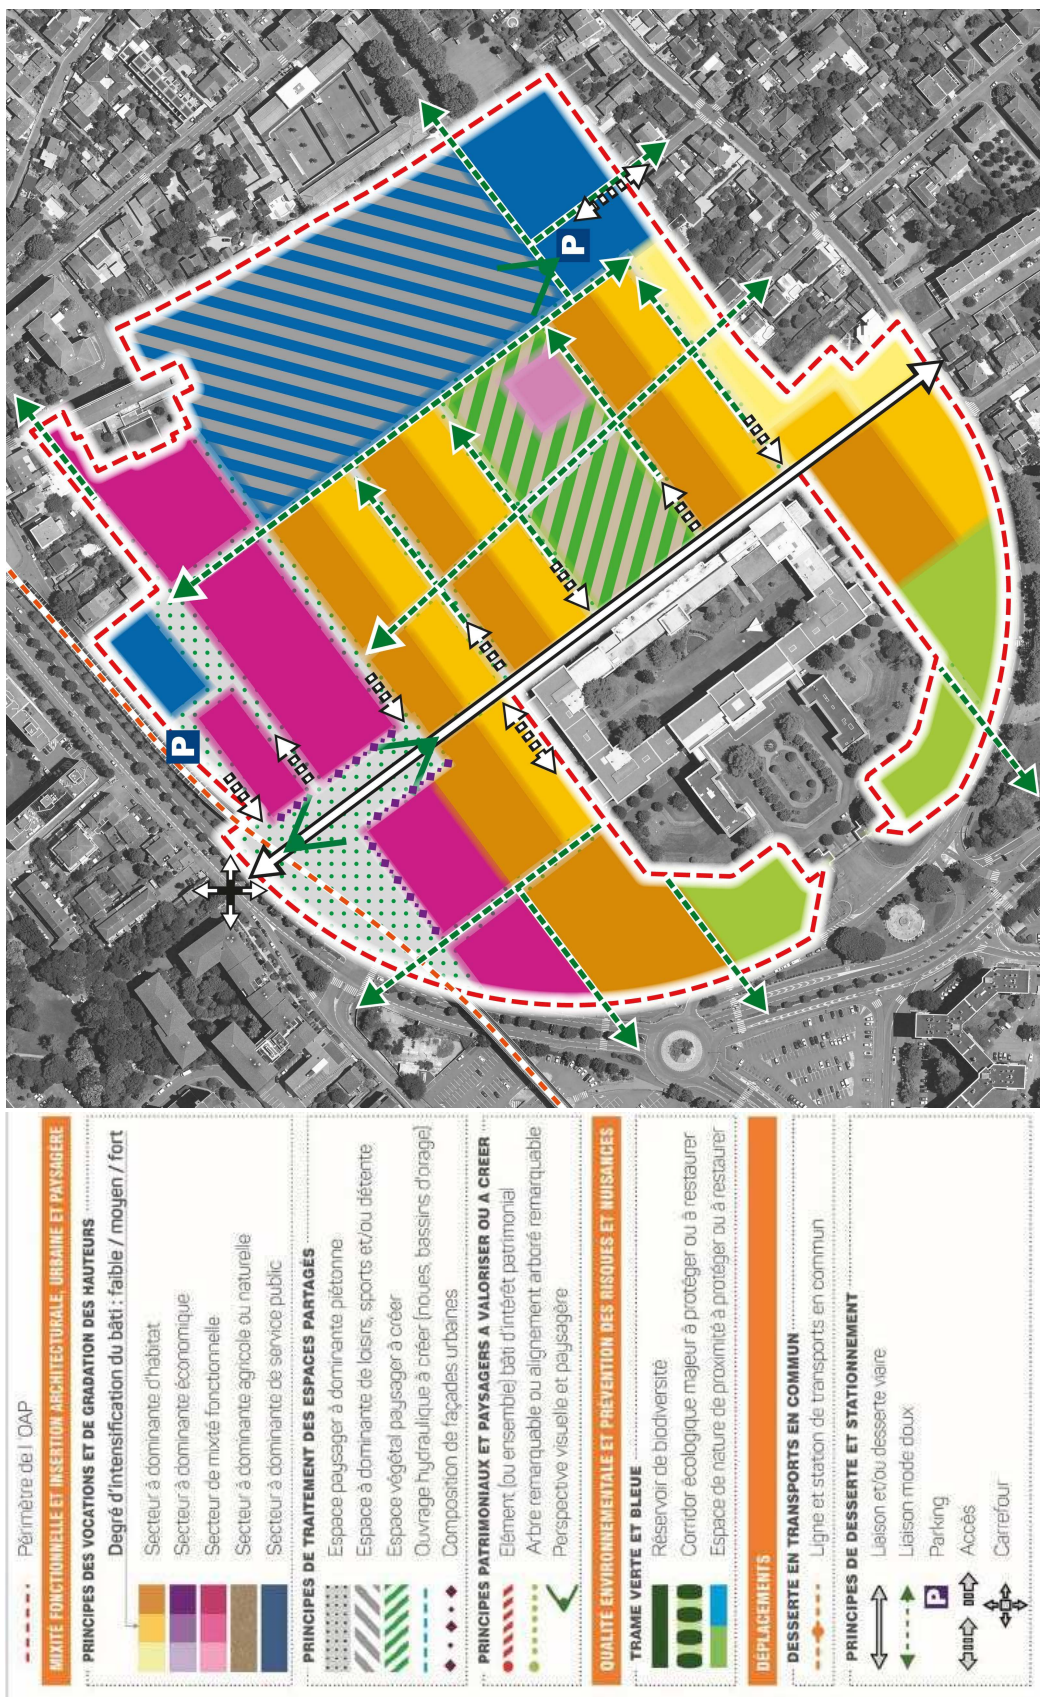 P
P
Périmètre de l'OAP
MIXITÉ FONCTIONNELLE ET INSERTION ARCHITECTURALE, URBAINE ET PAYSAGÈRE
PRINCIPES DES VOCATIONS ET DE GRADATION DES HAUTEURS
Degré d'intensification du bâti : faible / moyen / fort
Secteur à dominante d'habitat
Secteur à dominante économique
Secteur de mixité fonctionnelle
Secteur à dominante agricole ou naturelle
Secteur à dominante de service public
PRINCIPES DE TRAITEMENT DES ESPACES PARTAGÉS
Espace paysager à dominante piétonne
Espace à dominante de loisirs, sports et/ou détente
Espace végétal paysager à créer
Ouvrage hydraulique à créer (noues, bassins d'orage)
Composition de façades urbaines
PRINCIPES PATRIMONIAUX ET PAYSAGERS A VALORISER OU A CREER
Elément (ou ensemble) bâti d'intérêt patrimonial
Arbre remarquable ou alignement arboré remarquable
Perspective visuelle et paysagère
QUALITÉ ENVIRONNEMENTALE ET PRÉVENTION DES RISQUES ET NUISANCES
TRAME VERTE ET BLEUE
Réservoir de biodiversité
Corridor écologique majeur à protéger ou à restaurer
Espace de nature de proximité à protéger ou à restaurer
DÉPLACEMENTS
DESSERTE EN TRANSPORTS EN COMMUN
Ligne et station de transports en commun
PRINCIPES DE DESSERTE ET STATIONNEMENT
Liaison et/ou desserte viaire
Liaison mode doux
P Parking
Accès
Carrefour